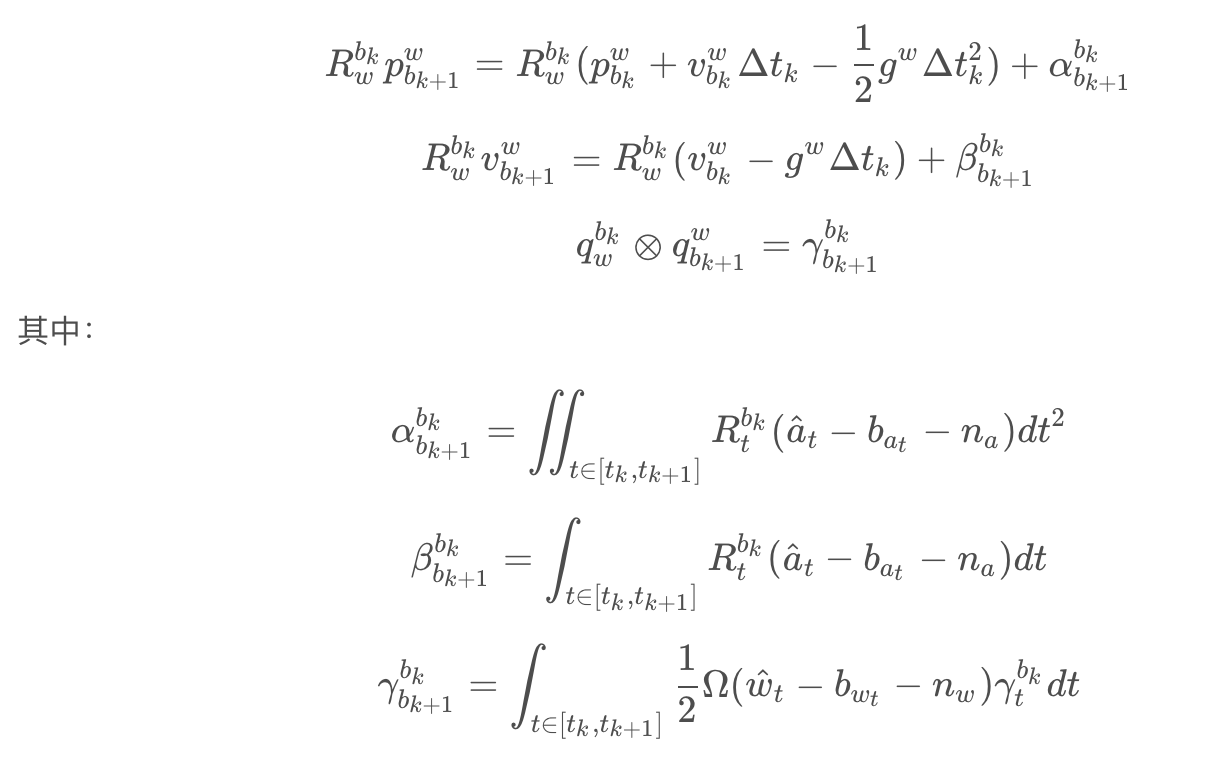 $R_w^{b_k} p_{b_{k+1}}^w = R_w^{b_k} (p_{b_k}^w + v_{b_k}^w \Delta t_k - \frac{1}{2} g^w \Delta t_k^2) + \alpha_{b_{k+1}}^{b_k}$
$R_w^{b_k} v_{b_{k+1}}^w = R_w^{b_k} (v_{b_k}^w - g^w \Delta t_k) + \beta_{b_{k+1}}^{b_k}$
$q_w^{b_k} \otimes q_{b_{k+1}}^w = \gamma_{b_{k+1}}^{b_k}$
其中：
$\alpha_{b_{k+1}}^{b_k} = \iint_{t \in [t_k, t_{k+1}]} R_t^{b_k} (\hat{a}_t - b_{a_t} - n_a) dt^2$
$\beta_{b_{k+1}}^{b_k} = \int_{t \in [t_k, t_{k+1}]} R_t^{b_k} (\hat{a}_t - b_{a_t} - n_a) dt$
$\gamma_{b_{k+1}}^{b_k} = \int_{t \in [t_k, t_{k+1}]} \frac{1}{2} \Omega (\hat{w}_t - b_{w_t} - n_w) \gamma_t^{b_k} dt$